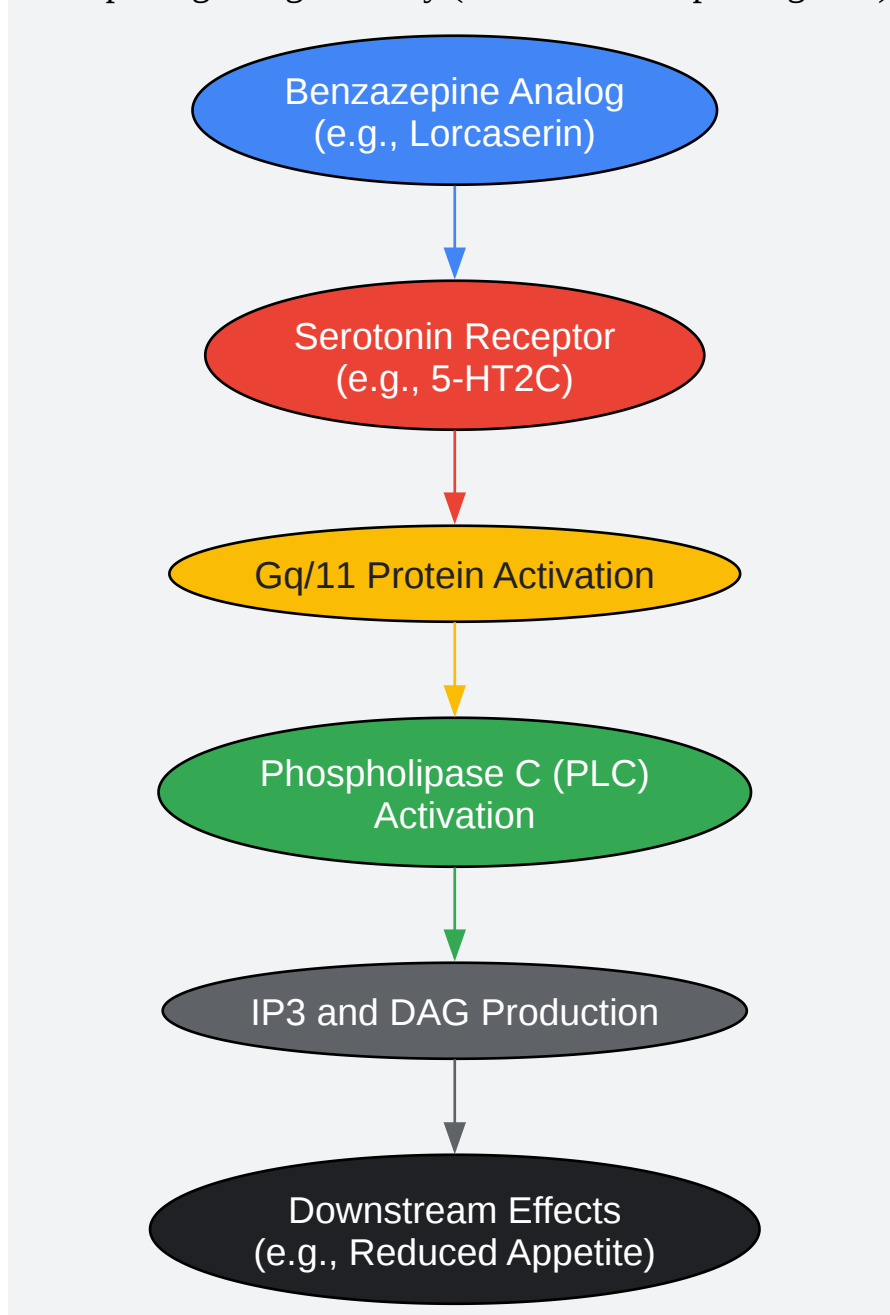 Benzazepine Analog
(e.g., Lorcaserin)
Serotonin Receptor
(e.g., 5-HT2C)
Gq/11 Protein Activation
Phospholipase C (PLC)
Activation
IP3 and DAG Production
Downstream Effects
(e.g., Reduced Appetite)